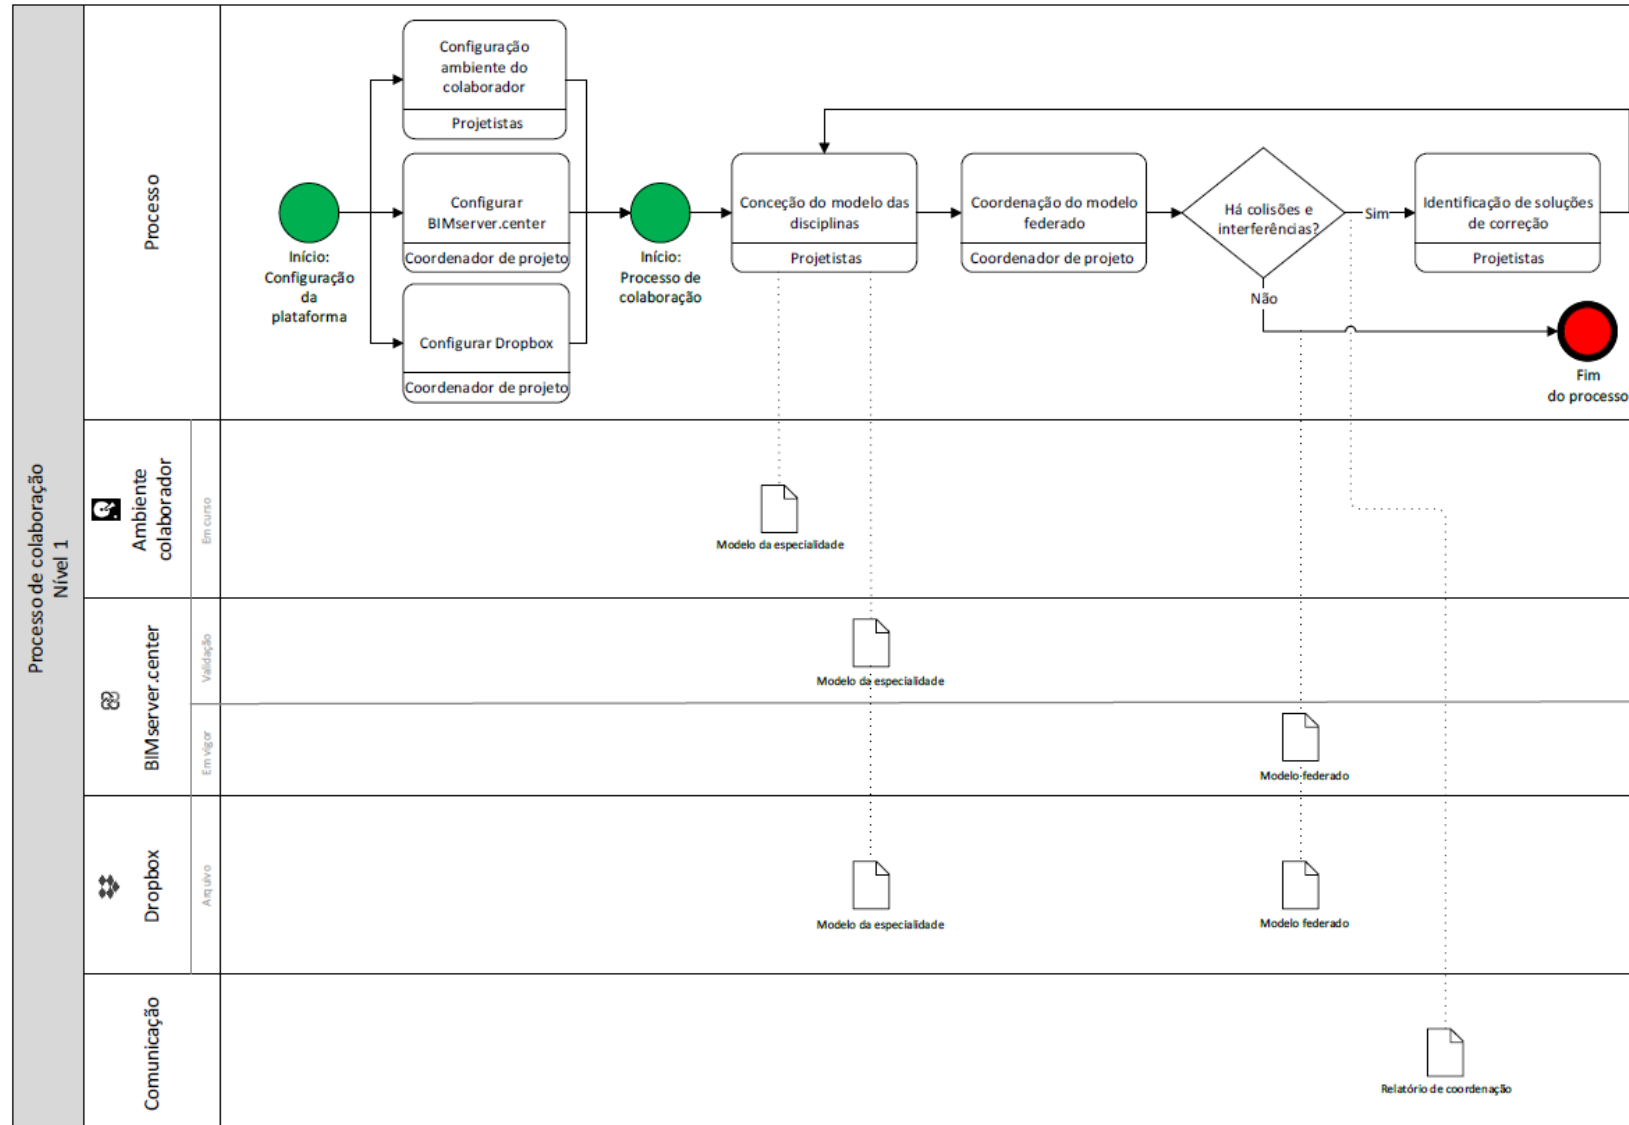 Processo de colaboração
Nível 1
Processo
Configuração
ambiente do
colaborador
Projetistas
Configurar
BIMserver.center
Coordenador de projeto
Configurar Dropbox
Coordenador de projeto
Início:
Configuração
da
plataforma
Início:
Processo de
colaboração
Conceção do modelo das
disciplinas
Projetistas
Coordenação do modelo
federado
Coordenador de projeto
Há colisões e
interferências?
Sim
Não
Identificação de soluções
de correção
Projetistas
Fim
do processo
Ambiente
colaborador
Em curso
Modelo da especialidade
BIMserver.center
Validação
Modelo da especialidade
Em vigor
Modelo federado
Dropbox
Arquivo
Modelo da especialidade
Modelo federado
Comunicação
Relatório de coordenação